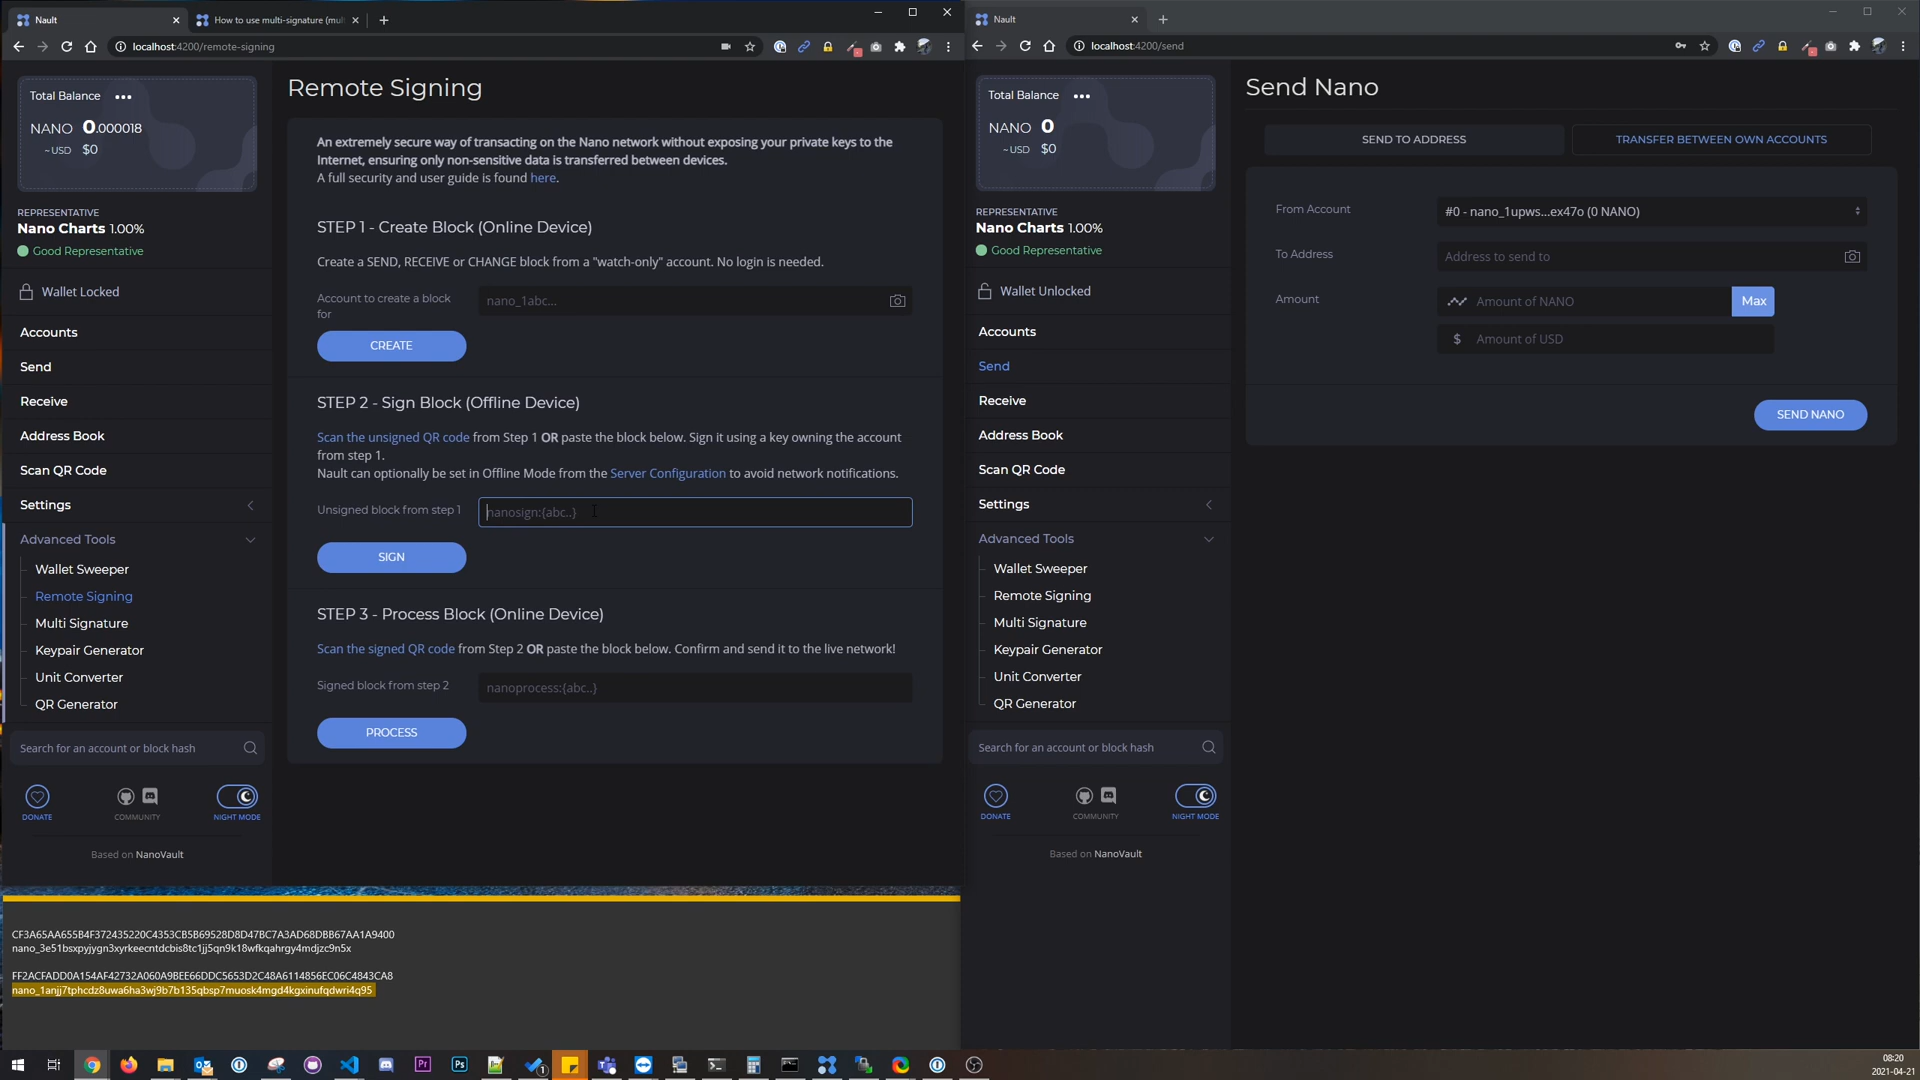 Nault
How to use multi-signature (mul
localhost:4200/remote-signing
Total Balance
NANO 0.000018
~USD $0
REPRESENTATIVE
Nano Charts 1.00%
Good Representative
Wallet Locked
Accounts
Send
Receive
Address Book
Scan QR Code
Settings
Advanced Tools
Wallet Sweeper
Remote Signing
Multi Signature
Keypair Generator
Unit Converter
QR Generator
Search for an account or block hash
DONATE
COMMUNITY
NIGHT MODE
Based on NanoVault
Remote Signing
An extremely secure way of transacting on the Nano network without exposing your private keys to the
Internet, ensuring only non-sensitive data is transferred between devices.
A full security and user guide is found here.
STEP 1 - Create Block (Online Device)
Create a SEND, RECEIVE or CHANGE block from a "watch-only" account. No login is needed.
Account to create a block
for
nano_1abc...
CREATE
STEP 2 - Sign Block (Offline Device)
Scan the unsigned QR code from Step 1 OR paste the block below. Sign it using a key owning the account
from step 1.
Nault can optionally be set in Offline Mode from the Server Configuration to avoid network notifications.
Unsigned block from step 1
nanosign:{abc..}
SIGN
STEP 3 - Process Block (Online Device)
Scan the signed QR code from Step 2 OR paste the block below. Confirm and send it to the live network!
Signed block from step 2
nanoprocess:{abc..}
PROCESS
Nault
localhost:4200/send
Total Balance
NANO 0
~USD $0
REPRESENTATIVE
Nano Charts 1.00%
Good Representative
Wallet Unlocked
Accounts
Send
Receive
Address Book
Scan QR Code
Settings
Advanced Tools
Wallet Sweeper
Remote Signing
Multi Signature
Keypair Generator
Unit Converter
QR Generator
Search for an account or block hash
DONATE
COMMUNITY
NIGHT MODE
Based on NanoVault
Send Nano
SEND TO ADDRESS
TRANSFER BETWEEN OWN ACCOUNTS
From Account
#0 - nano_1upws...ex47o (0 NANO)
To Address
Address to send to
Amount
Amount of NANO
Max
$ Amount of USD
SEND NANO
CF3A65AA655B4F372435220C4353CB5B69528D8D47BC7A3AD68DBB67AA1A9400
nano_3e51bsxpyjygn3xyrkeecntdcbis8tc1jj5qn9k18wfkqahrgy4mdjzc9n5x
FF2ACFADD0A154AF42732A060A9BEE66DDC5653D2C48A6114856EC06C4843CA8
nano_1anjj7tphcdz8uwa6ha3wj9b7b135qbsp7muosk4mgd4kgxinufqdwri4q95
Pr
Ps
1
08:20
2021-04-21